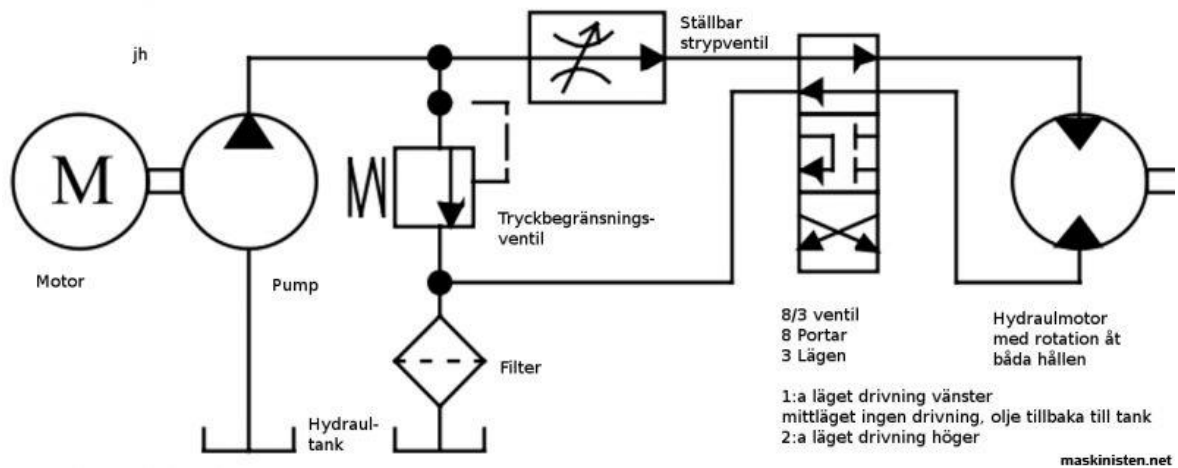 jh
Ställbar
strypventil
M
Tryckbegränsnings-
ventil
Motor
Pump
8/3 ventil
8 Portar
3 Lägen
Hydraulmotor
med rotation åt
båda hållen
Filter
1:a läget drivning vänster
mittläget ingen drivning, olje tillbaka till tank
2:a läget drivning höger
Hydraul-
tank
maskinisten.net